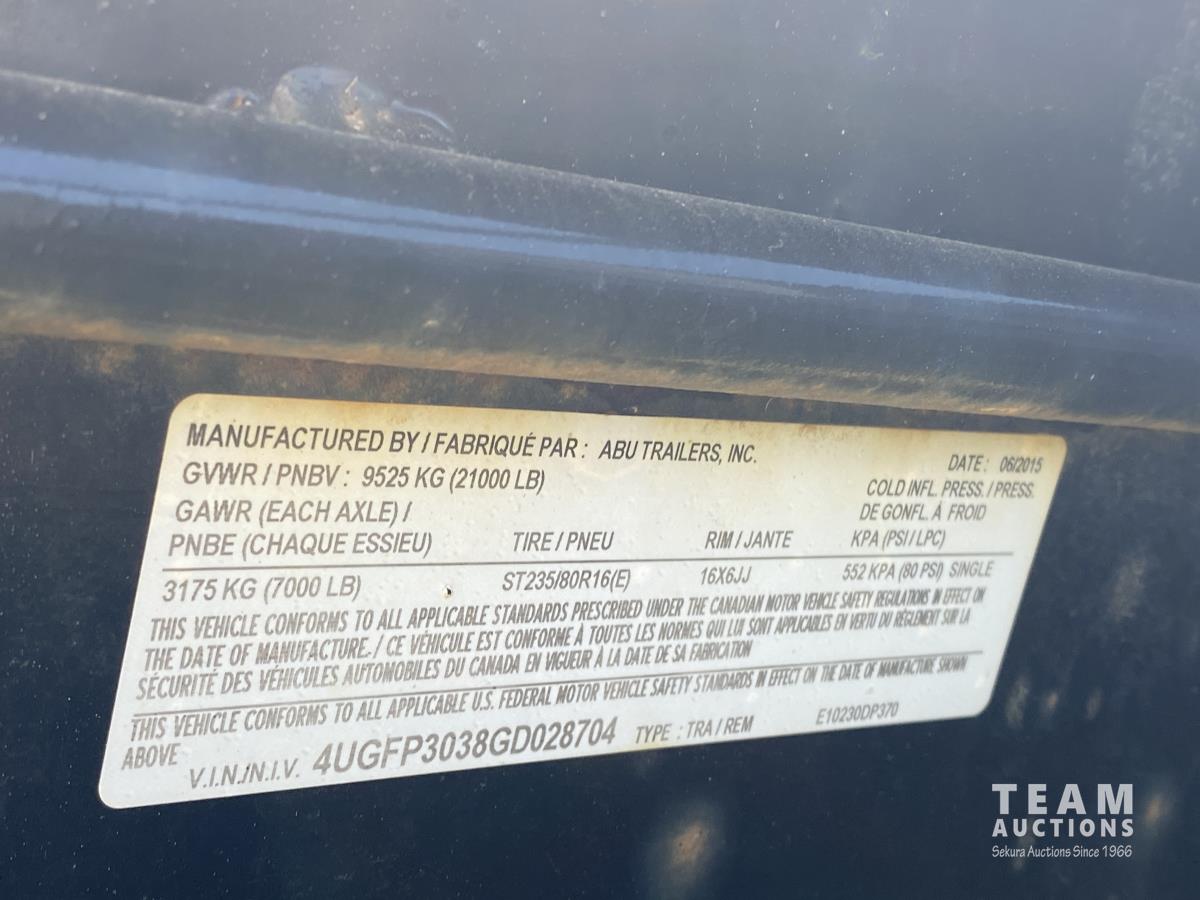 MANUFACTURED BY / FABRIQUÉ PAR : ABU TRAILERS, INC.
DATE : 06/2015
GVWR / PNBV : 9525 KG (21000 LB)
COLD INFL. PRESS. / PRESS.
GAWR (EACH AXLE) /
DE GONFL. À FROID
PNBE (CHAQUE ESSIEU) TIRE / PNEU RIM / JANTE KPA (PSI / LPC)
3175 KG (7000 LB) ST235/80R16(E) 16X6JJ 552 KPA (80 PSI) SINGLE
THIS VEHICLE CONFORMS TO ALL APPLICABLE STANDARDS PRESCRIBED UNDER THE CANADIAN MOTOR VEHICLE SAFETY REGULATIONS IN EFFECT ON
THE DATE OF MANUFACTURE. / CE VÉHICULE EST CONFORME À TOUTES LES NORMES QUI LUI SONT APPLICABLES EN VERTU DU RÈGLEMENT SUR LA
SÉCURITÉ DES VÉHICULES AUTOMOBILES DU CANADA EN VIGUEUR À LA DATE DE SA FABRICATION
THIS VEHICLE CONFORMS TO ALL APPLICABLE U.S. FEDERAL MOTOR VEHICLE SAFETY STANDARDS IN EFFECT ON THE DATE OF MANUFACTURE SHOWN
ABOVE
V.I.N./N.I.V. 4UGFP3038GD028704 TYPE : TRA / REM E10230DP370
TEAM
AUCTIONS
Sekura Auctions Since 1966